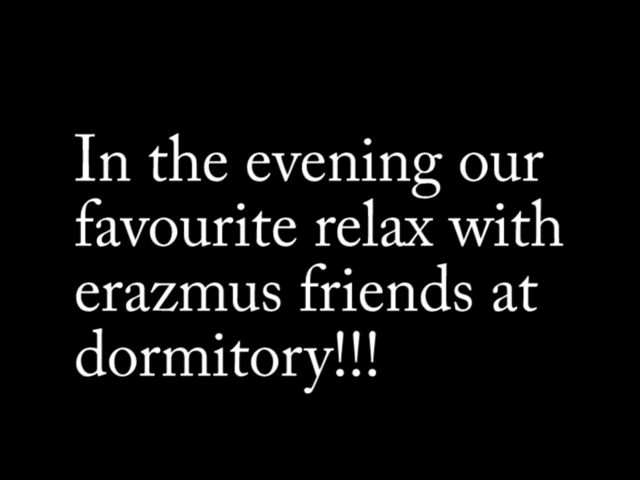 In the evening our
favourite relax with
erazmus friends at
dormitory!!!